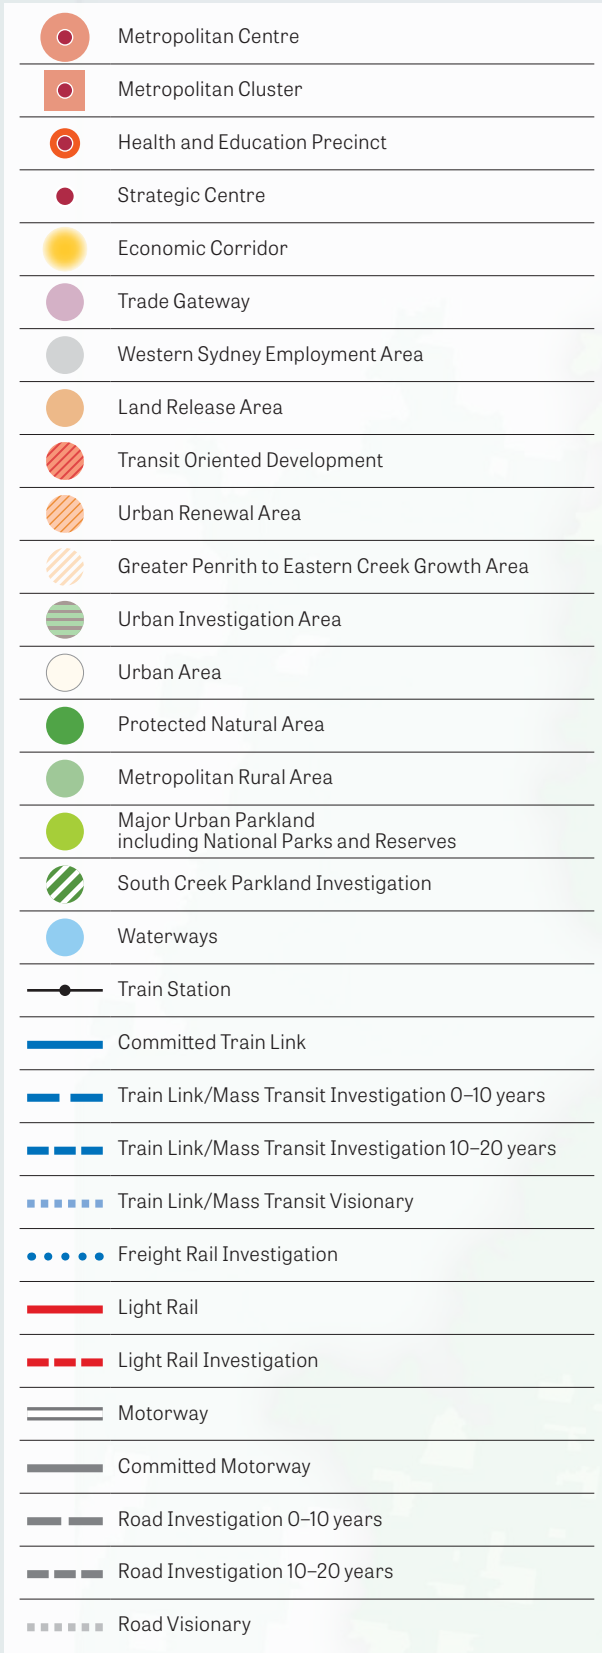 Metropolitan Centre
Metropolitan Cluster
Health and Education Precinct
Strategic Centre
Economic Corridor
Trade Gateway
Western Sydney Employment Area
Land Release Area
Transit Oriented Development
Urban Renewal Area
Greater Penrith to Eastern Creek Growth Area
Urban Investigation Area
Urban Area
Protected Natural Area
Metropolitan Rural Area
Major Urban Parkland
including National Parks and Reserves
South Creek Parkland Investigation
Waterways
Train Station
Committed Train Link
Train Link/Mass Transit Investigation 0–10 years
Train Link/Mass Transit Investigation 10–20 years
Train Link/Mass Transit Visionary
Freight Rail Investigation
Light Rail
Light Rail Investigation
Motorway
Committed Motorway
Road Investigation 0–10 years
Road Investigation 10–20 years
Road Visionary